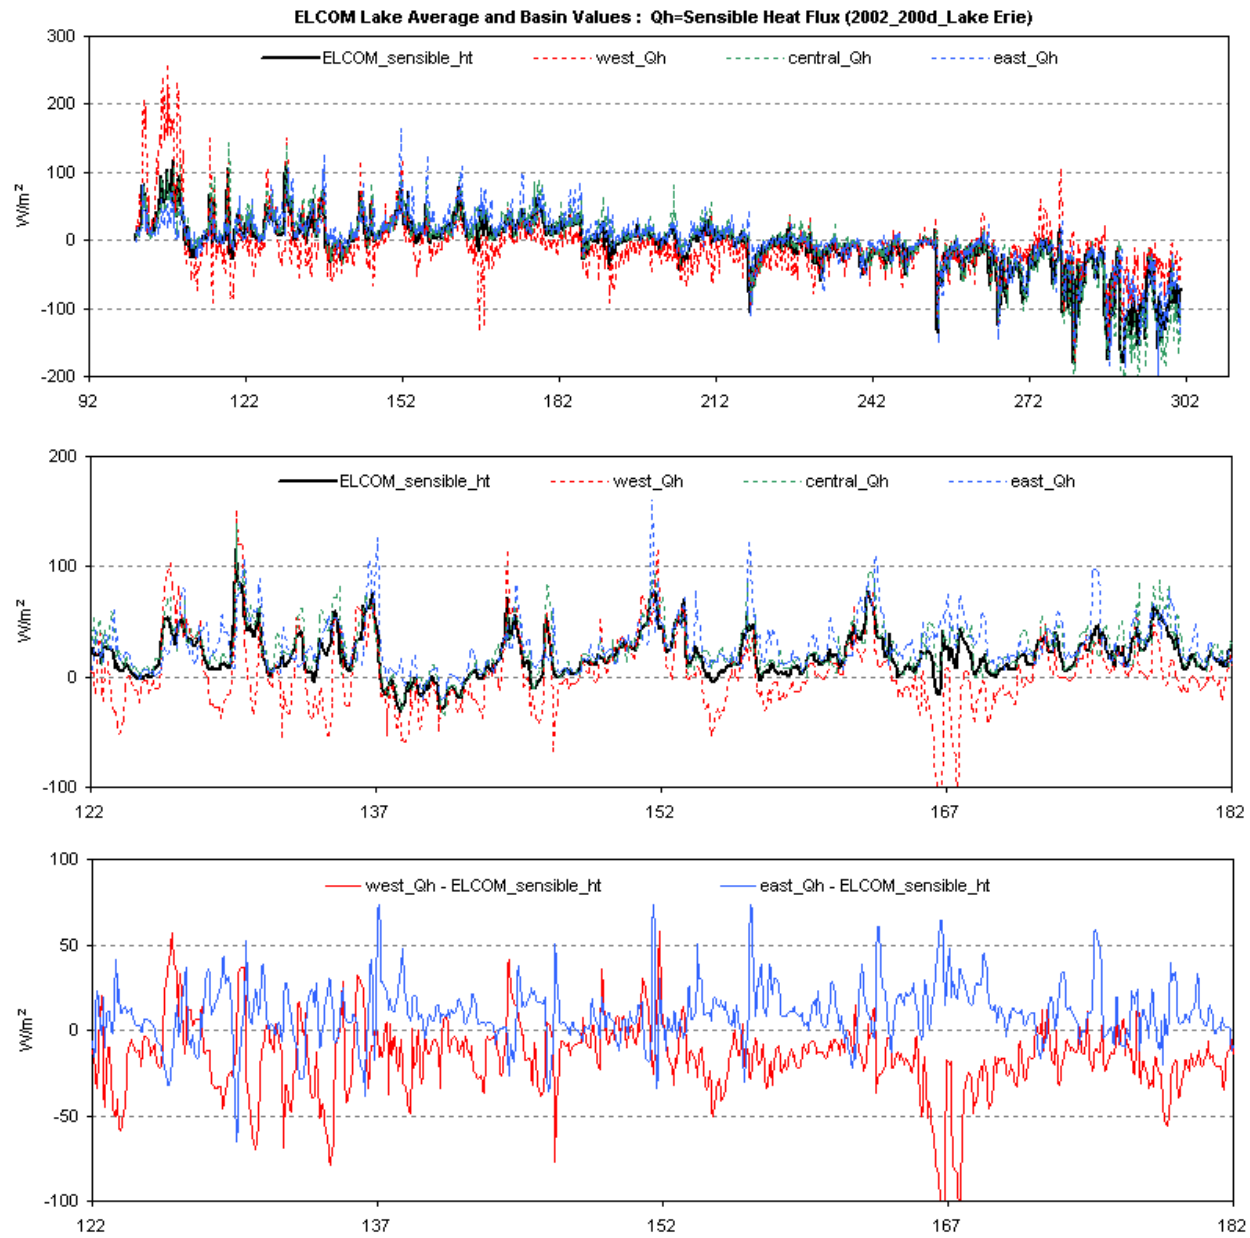 ELCOM Lake Average and Basin Values : Qh=Sensible Heat Flux (2002_200d_Lake Erie)
300
ELCOM_sensible_ht west_Qh central_Qh east_Qh
200
100
W/m²
0
-100
-200
92 122 152 182 212 242 272 302
200
ELCOM_sensible_ht west_Qh central_Qh east_Qh
100
W/m²
0
-100
122 137 152 167 182
100
west_Qh - ELCOM_sensible_ht east_Qh - ELCOM_sensible_ht
50
W/m²
0
-50
-100
122 137 152 167 182